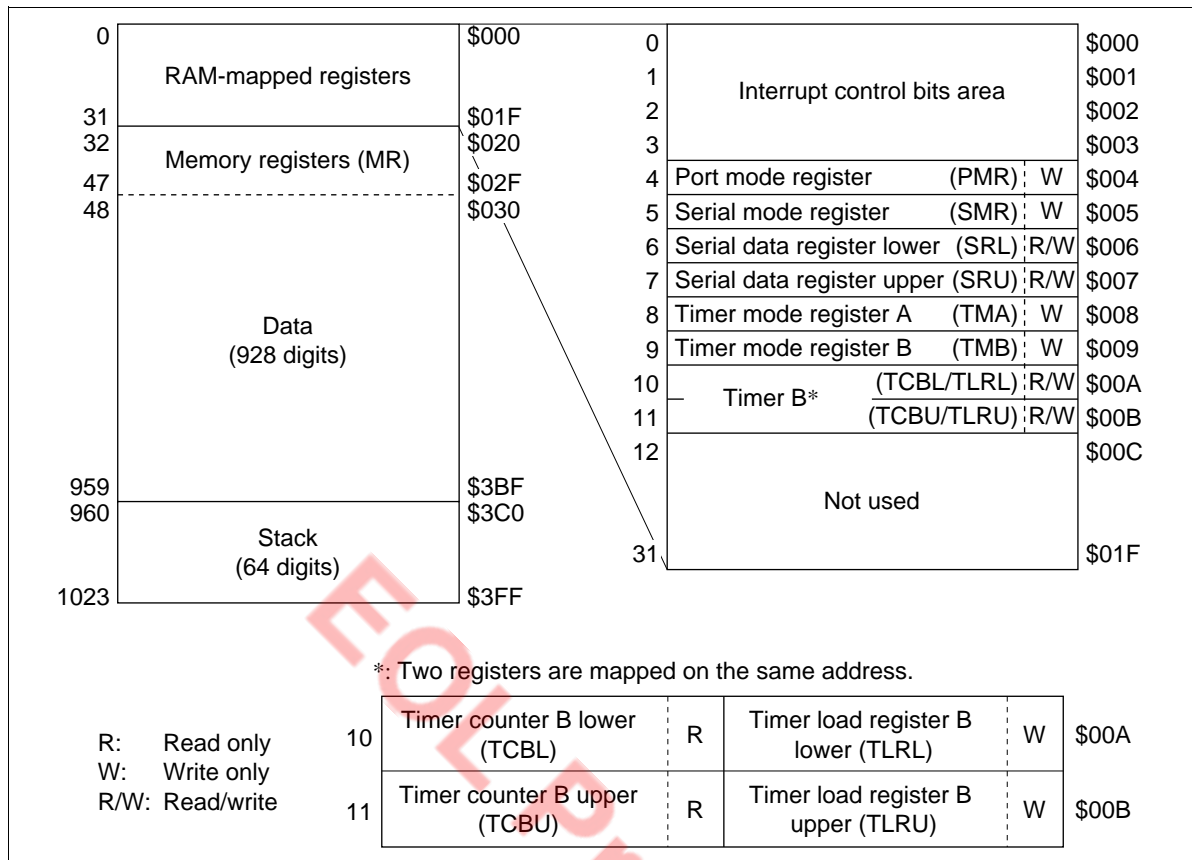 0 $000
RAM-mapped registers
31 $01F
32 $020
Memory registers (MR)
47 $02F
48 $030
Data
(928 digits)
959 $3BF
960 $3C0
Stack
(64 digits)
1023 $3FF
0 $000
1 $001
Interrupt control bits area
2 $002
3 $003
4 Port mode register (PMR) W $004
5 Serial mode register (SMR) W $005
6 Serial data register lower (SRL) R/W $006
7 Serial data register upper (SRU) R/W $007
8 Timer mode register A (TMA) W $008
9 Timer mode register B (TMB) W $009
10 (TCBL/TLRL) R/W $00A
Timer B*
11 (TCBU/TLRU) R/W $00B
12 $00C
Not used
31 $01F
*: Two registers are mapped on the same address.
R: Read only
W: Write only
R/W: Read/write
10 Timer counter B lower (TCBL) R Timer load register B lower (TLRL) W $00A
11 Timer counter B upper (TCBU) R Timer load register B upper (TLRU) W $00B
EOL Pr